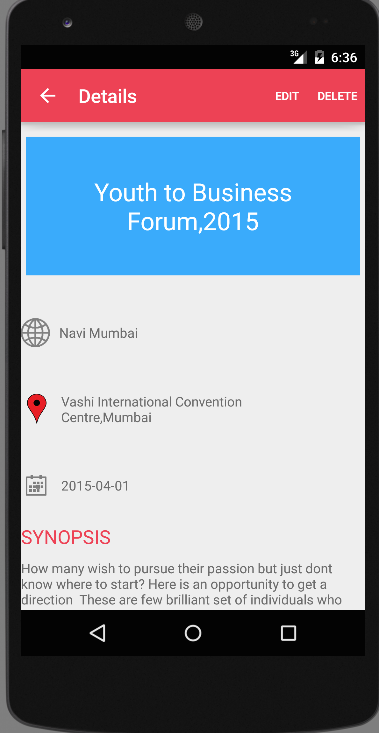 3G 6:36
Details EDIT DELETE
Youth to Business
Forum,2015
Navi Mumbai
Vashi International Convention
Centre,Mumbai
2015-04-01
SYNOPSIS
How many wish to pursue their passion but just dont
know where to start? Here is an opportunity to get a
direction These are few brilliant set of individuals who